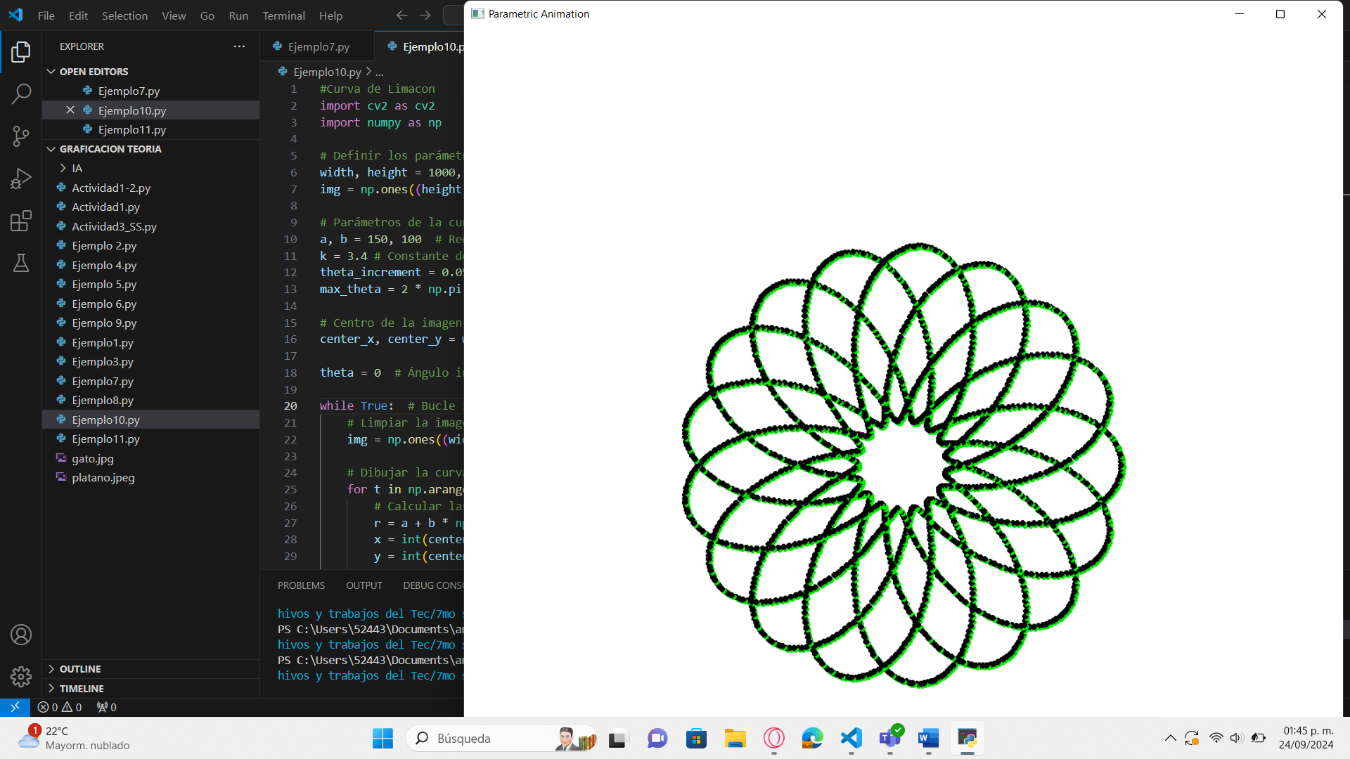 File Edit Selection View Go Run Terminal Help
Parametric Animation
EXPLORER
OPEN EDITORS
Ejemplo7.py
Ejemplo10.py
Ejemplo11.py
GRAFICACION TEORIA
IA
Actividad1-2.py
Actividad1.py
Actividad3_SS.py
Ejemplo 2.py
Ejemplo 4.py
Ejemplo 5.py
Ejemplo 6.py
Ejemplo 9.py
Ejemplo1.py
Ejemplo3.py
Ejemplo7.py
Ejemplo8.py
Ejemplo10.py
Ejemplo11.py
gato.jpg
platano.jpeg
OUTLINE
TIMELINE
0 0 0
Ejemplo7.py Ejemplo10.p
Ejemplo10.py > ...
1 #Curva de Limacon
2 import cv2 as cv2
3 import numpy as np
4
5 # Definir los parámet
6 width, height = 1000,
7 img = np.ones((height
8
9 # Parámetros de la cu
10 a, b = 150, 100 # Re
11 k = 3.4 # Constante d
12 theta_increment = 0.05
13 max_theta = 2 * np.pi
14
15 # Centro de la imagen
16 center_x, center_y =
17
18 theta = 0 # Ángulo i
19
20 while True: # Bucle
21 # Limpiar la image
22 img = np.ones((wi
23
24 # Dibujar la curva
25 for t in np.arange
26 # Calcular las
27 r = a + b * np
28 x = int(cente
29 y = int(cente
PROBLEMS OUTPUT DEBUG CONS
hivos y trabajos del Tec/7mo s
PS C:\Users\52443\Documents\a
hivos y trabajos del Tec/7mo s
PS C:\Users\52443\Documents\a
hivos y trabajos del Tec/7mo s
1
22°C
Mayorm. nublado
Búsqueda
01:45 p. m.
24/09/2024